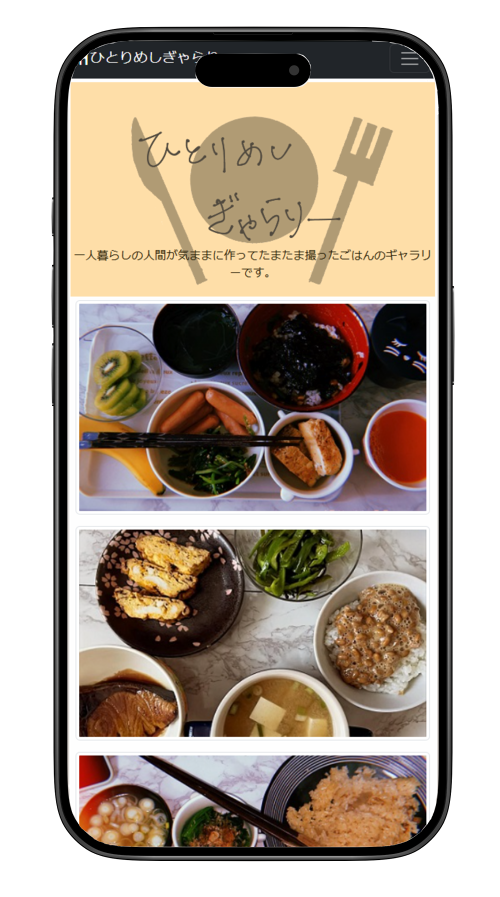 ひとりめしぎゃらりー
ひとりめし
ぎゃらりー
一人暮らしの人間が気ままに作ってたまたま撮ったごはんのギャラリ
ーです。